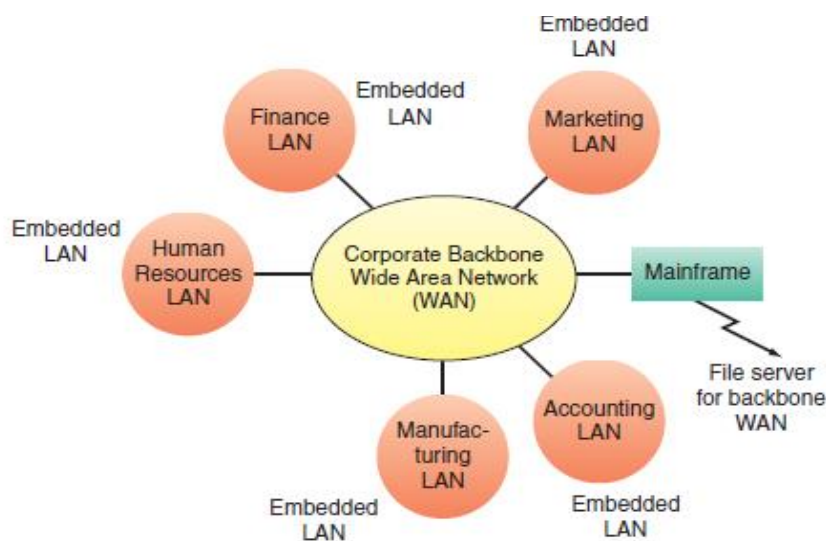 Embedded
LAN
Finance
LAN
Embedded
LAN
Marketing
LAN
Embedded
LAN
Human
Resources
LAN
Corporate Backbone
Wide Area Network
(WAN)
Mainframe
File server
for backbone
WAN
Manufac-
turing
LAN
Accounting
LAN
Embedded
LAN
Embedded
LAN